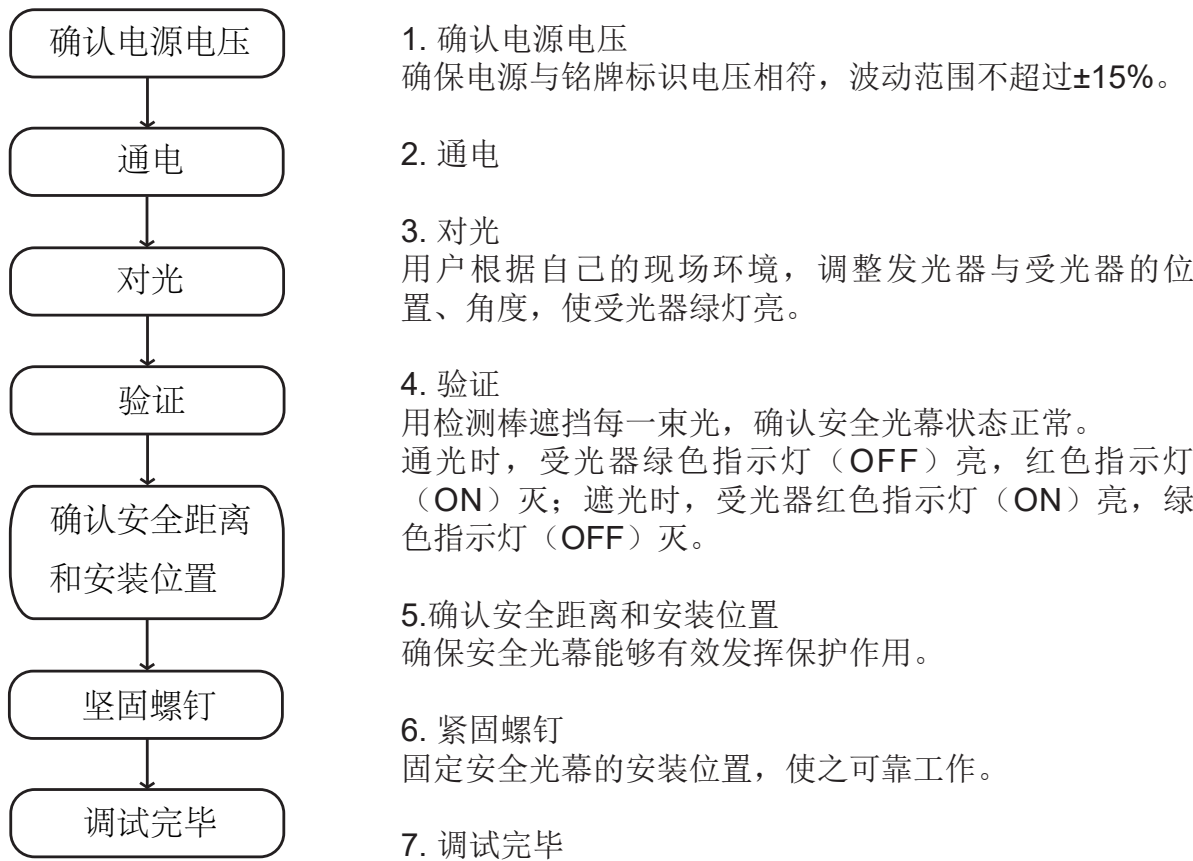 确认电源电压
通电
对光
验证
确认安全距离
和安装位置
坚固螺钉
调试完毕
1. 确认电源电压
确保电源与铭牌标识电压相符，波动范围不超过±15%。
2. 通电
3. 对光
用户根据自己的现场环境，调整发光器与受光器的位
置、角度，使受光器绿灯亮。
4. 验证
用检测棒遮挡每一束光，确认安全光幕状态正常。
通光时，受光器绿色指示灯（OFF）亮，红色指示灯
（ON）灭；遮光时，受光器红色指示灯（ON）亮，绿
色指示灯（OFF）灭。
5.确认安全距离和安装位置
确保安全光幕能够有效发挥保护作用。
6. 紧固螺钉
固定安全光幕的安装位置，使之可靠工作。
7. 调试完毕